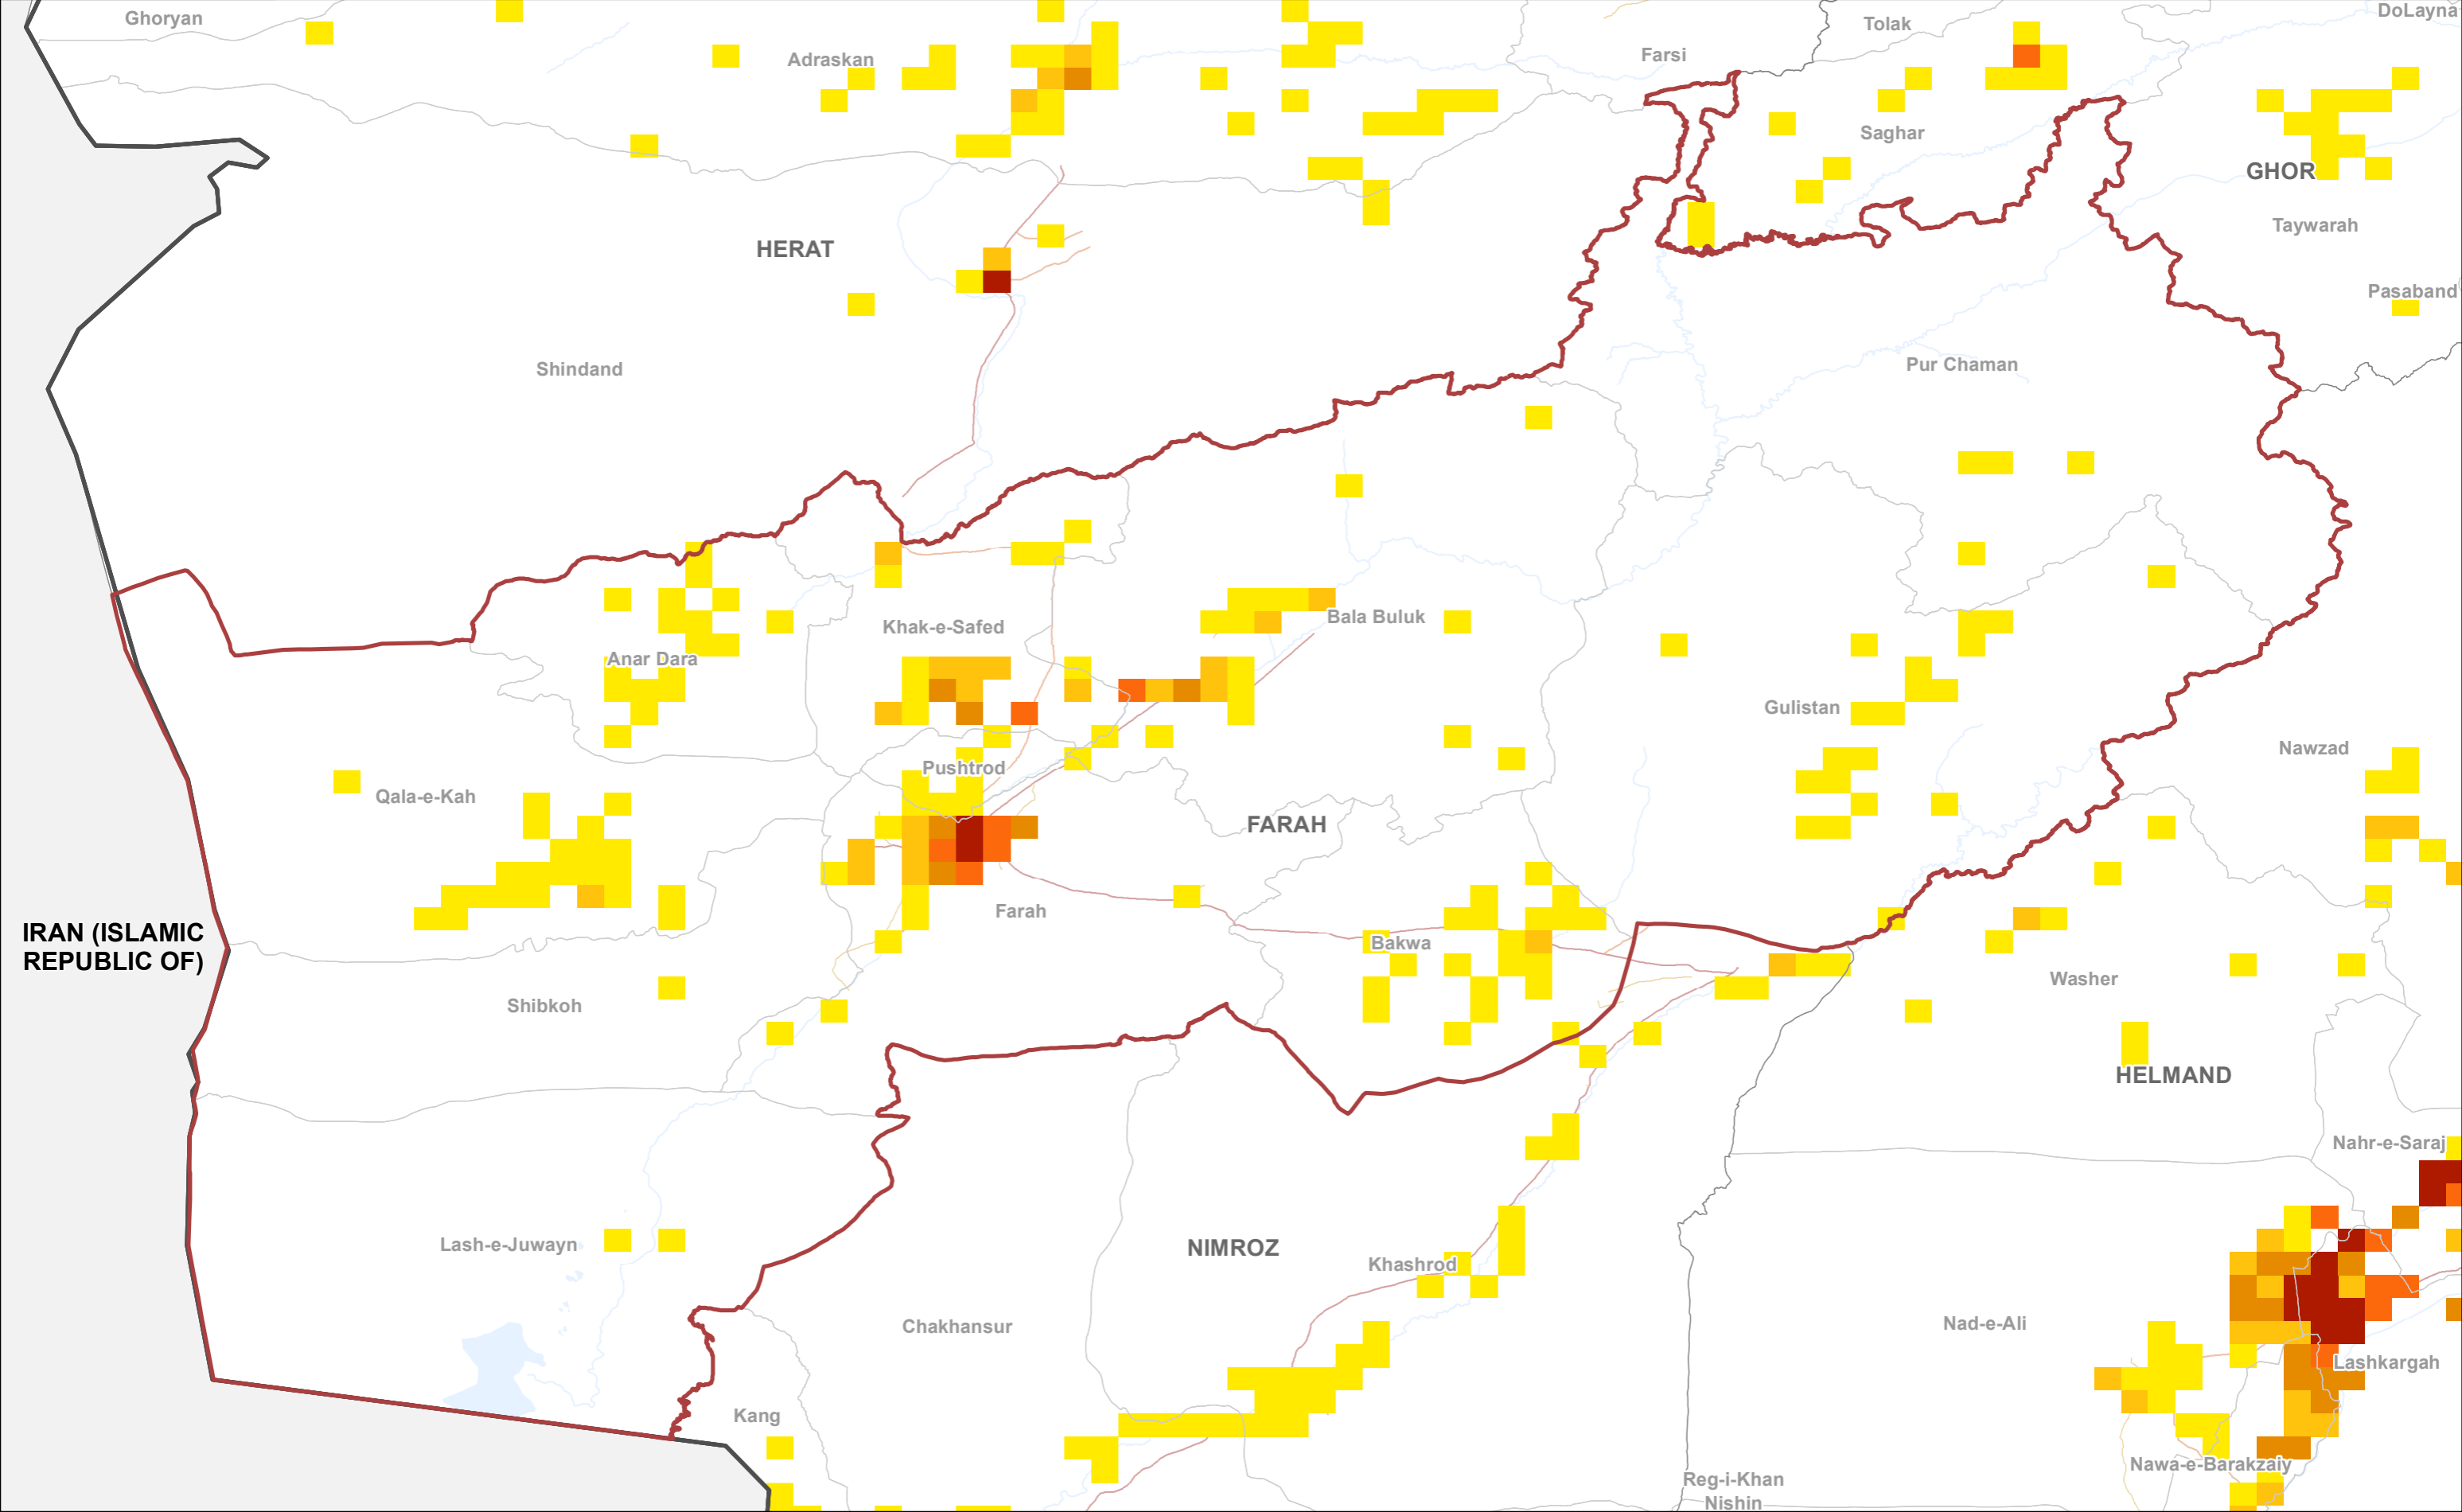 Ghoryan
DoLayna
Tolak
Adraskan
Farsi
Saghar
GHOR
Taywarah
HERAT
Pasaband
Shindand
Pur Chaman
Bala Buluk
Khak-e-Safed
Anar Dara
Gulistan
Nawzad
Pushtrod
Qala-e-Kah
FARAH
Farah
IRAN (ISLAMIC
REPUBLIC OF)
Bakwa
Washer
Shibkoh
HELMAND
Nahr-e-Saraj
Lash-e-Juwayn
NIMROZ
Khashrod
Chakhansur
Nad-e-Ali
Lashkargah
Kang
Nawa-e-Barakzaiy
Reg-i-Khan
Nishin